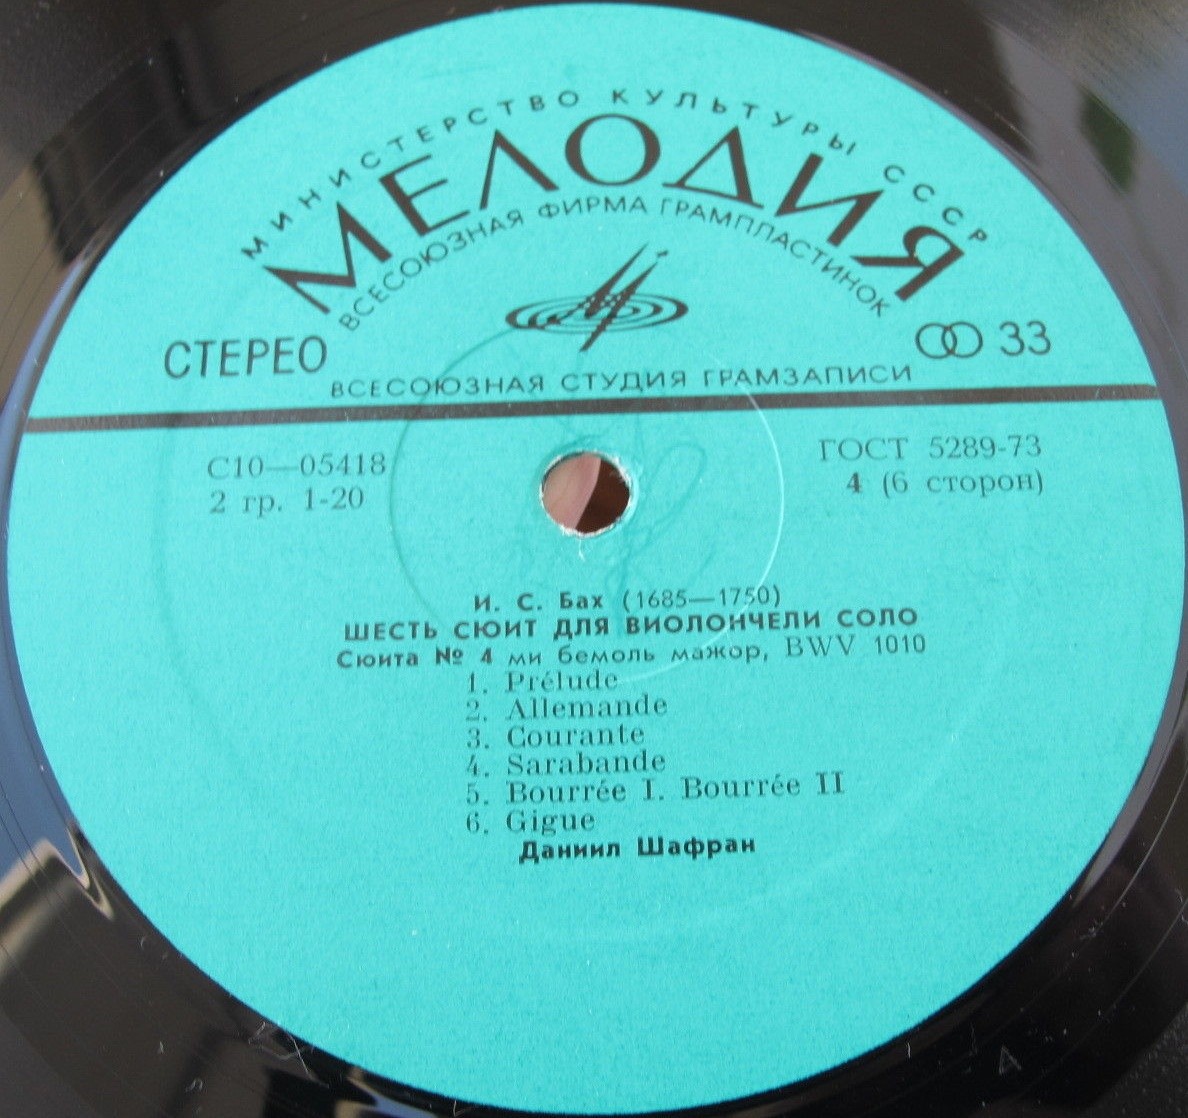 МИНИСТЕРСТВО КУЛЬТУРЫ СССР
МЕЛОДИЯ
ВСЕСОЮЗНАЯ ФИРМА ГРАМПЛАСТИНОК
СТЕРЕО
33
ВСЕСОЮЗНАЯ СТУДИЯ ГРАМЗАПИСИ
С10—05418
ГОСТ 5289-73
2 гр. 1-20
4 (6 сторон)
И. С. Бах (1685—1750)
ШЕСТЬ СЮИТ ДЛЯ ВИОЛОНЧЕЛИ СОЛО
Сюита № 4 ми бемоль мажор, BWV 1010
1. Prélude
2. Allemande
3. Courante
4. Sarabande
5. Bourrée I. Bourrée II
6. Gigue
Даниил Шафран